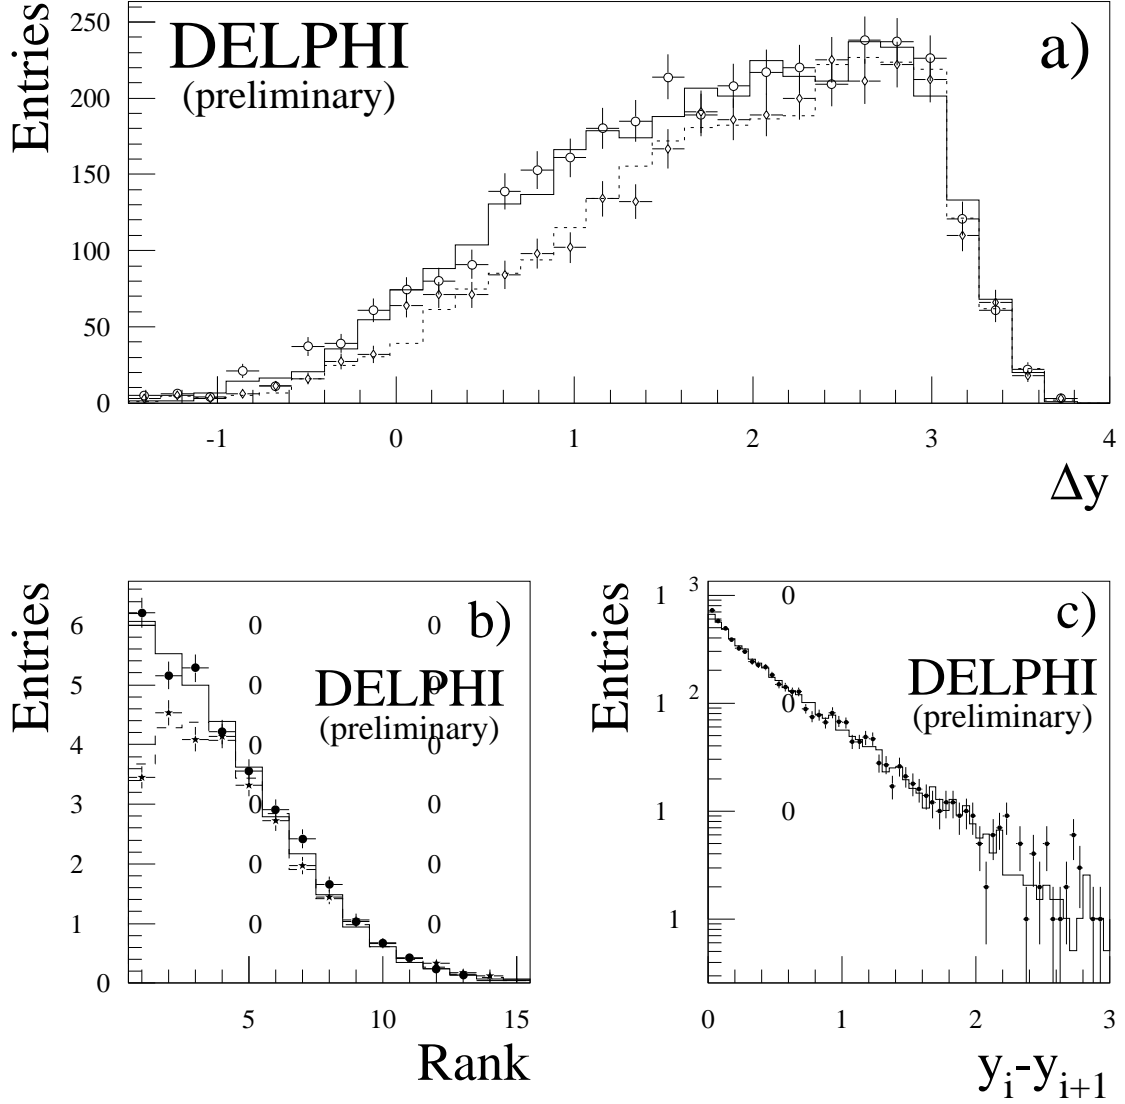 Entries
DELPHI
(preliminary)
a)
250
200
150
100
50
0
-1 0 1 2 3 4
Δy
Entries
b)
DELPHI
(preliminary)
6 0 0
5 0 0
4 0 0
3 0 0
2 0 0
1 0 0
0
5 10 15
Rank
Entries
c)
DELPHI
(preliminary)
1 3 0
1 2 0
1 0
1
0 1 2 3
yi-yi+1